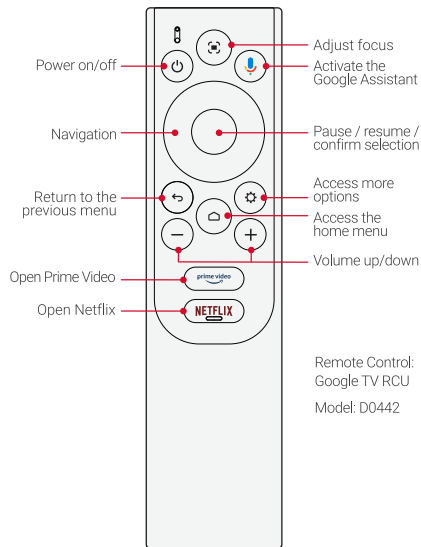 Adjust focus
Power on/off
Activate the
Google Assistant
Navigation
Pause / resume /
confirm selection
Return to the
previous menu
Access more
options
Access the
home menu
Volume up/down
Open Prime Video
prime video
Open Netflix
NETFLIX
Remote Control:
Google TV RCU
Model: D0442